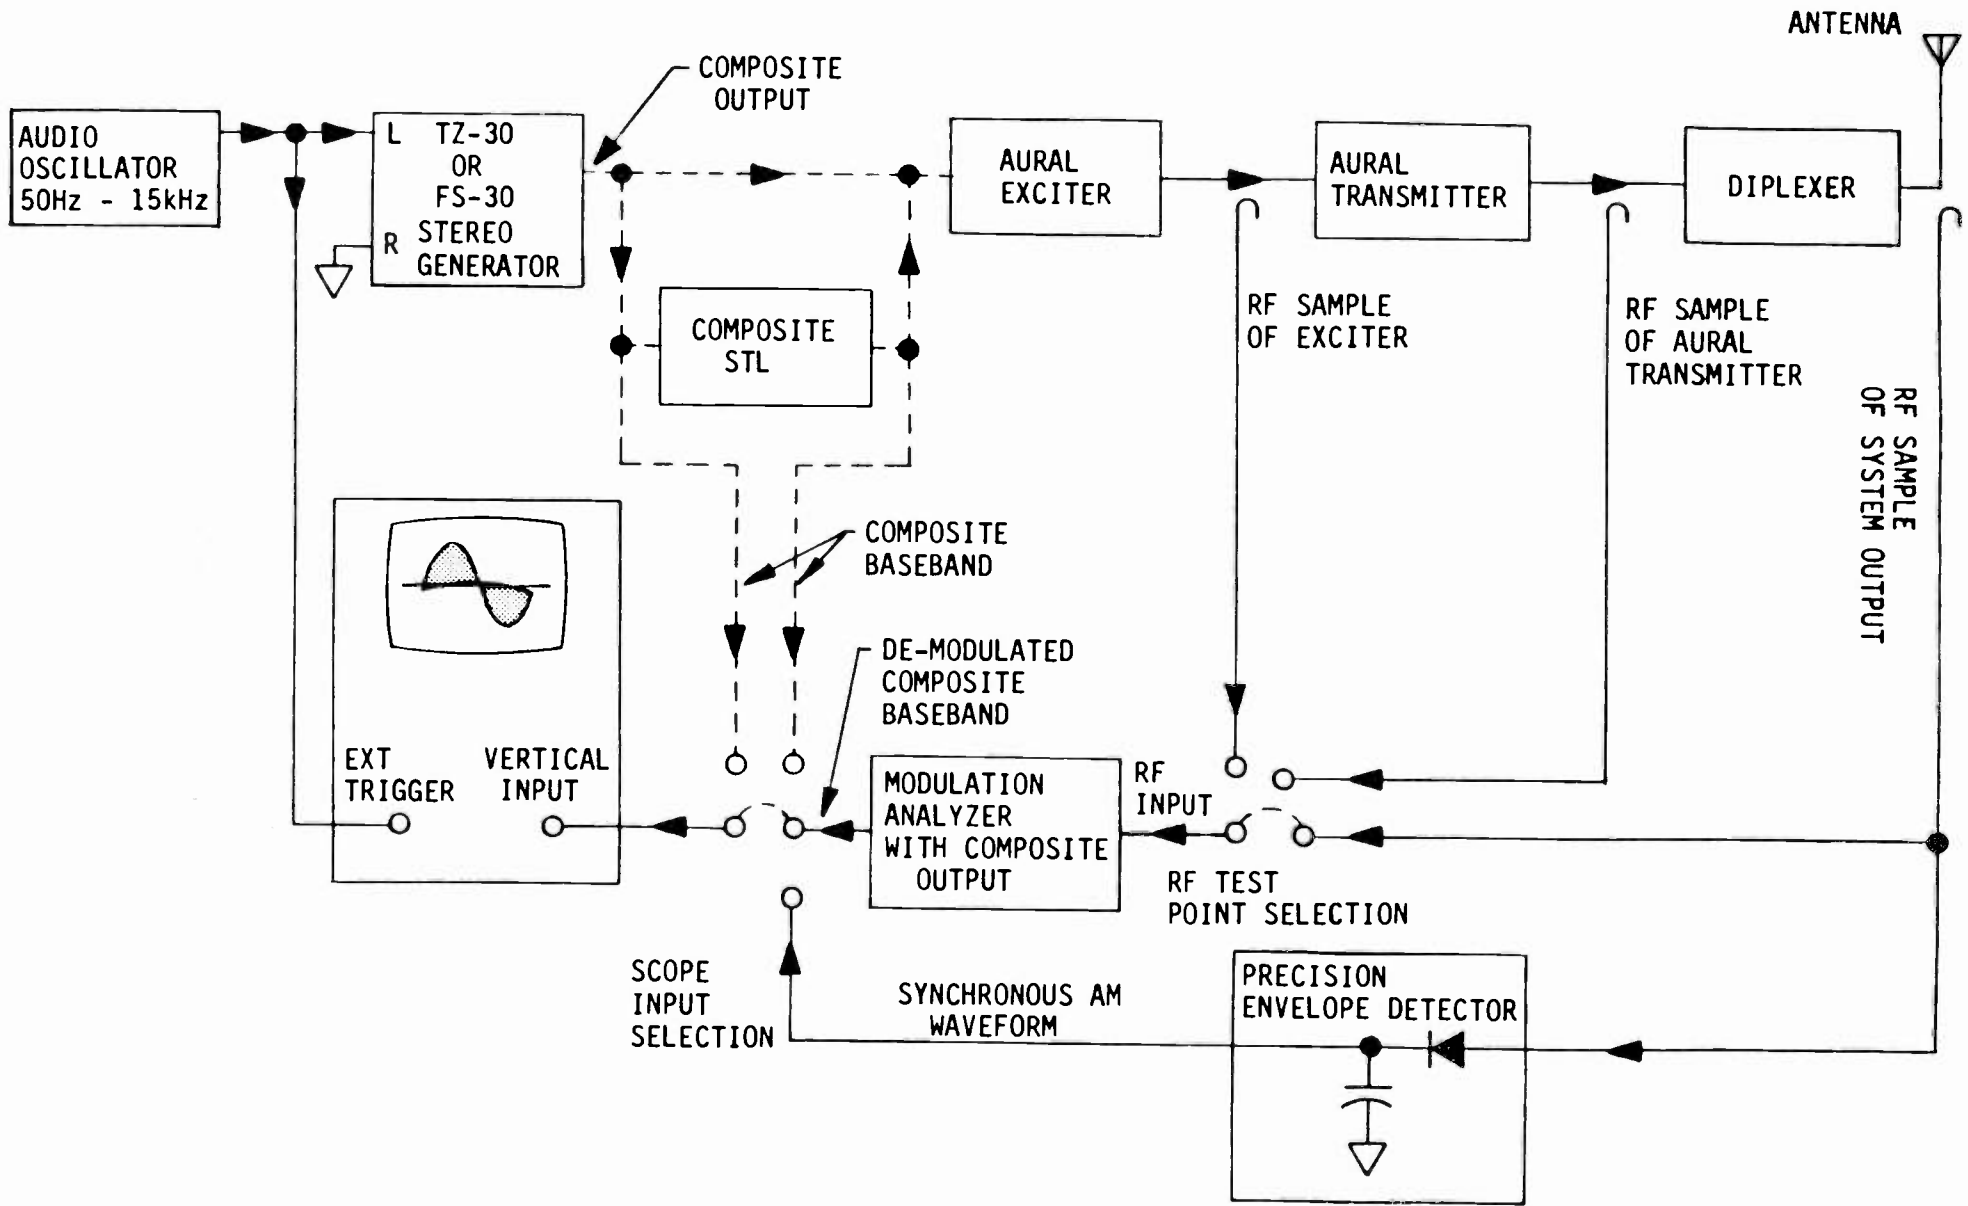 ANTENNA
COMPOSITE
OUTPUT
AUDIO
OSCILLATOR
50Hz - 15kHz
L TZ-30
OR
FS-30
R STEREO
GENERATOR
AURAL
EXCITER
AURAL
TRANSMITTER
DIPLEXER
COMPOSITE
STL
RF SAMPLE
OF EXCITER
RF SAMPLE
OF AURAL
TRANSMITTER
RF SAMPLE
OF SYSTEM OUTPUT
COMPOSITE
BASEBAND
DE-MODULATED
COMPOSITE
BASEBAND
EXT
TRIGGER
VERTICAL
INPUT
MODULATION
ANALYZER
WITH COMPOSITE
OUTPUT
RF
INPUT
RF TEST
POINT SELECTION
SCOPE
INPUT
SELECTION
SYNCHRONOUS AM
WAVEFORM
PRECISION
ENVELOPE DETECTOR